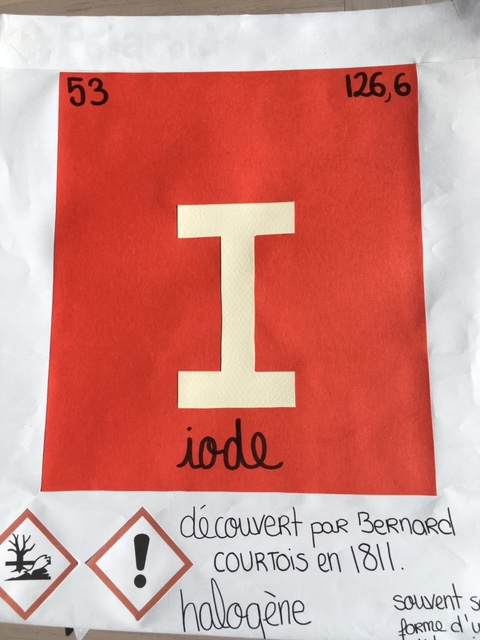 53
126,6
I
iode
découvert par BERNARD
COURTOIS en 1811.
halogène
souvent
forme d'u